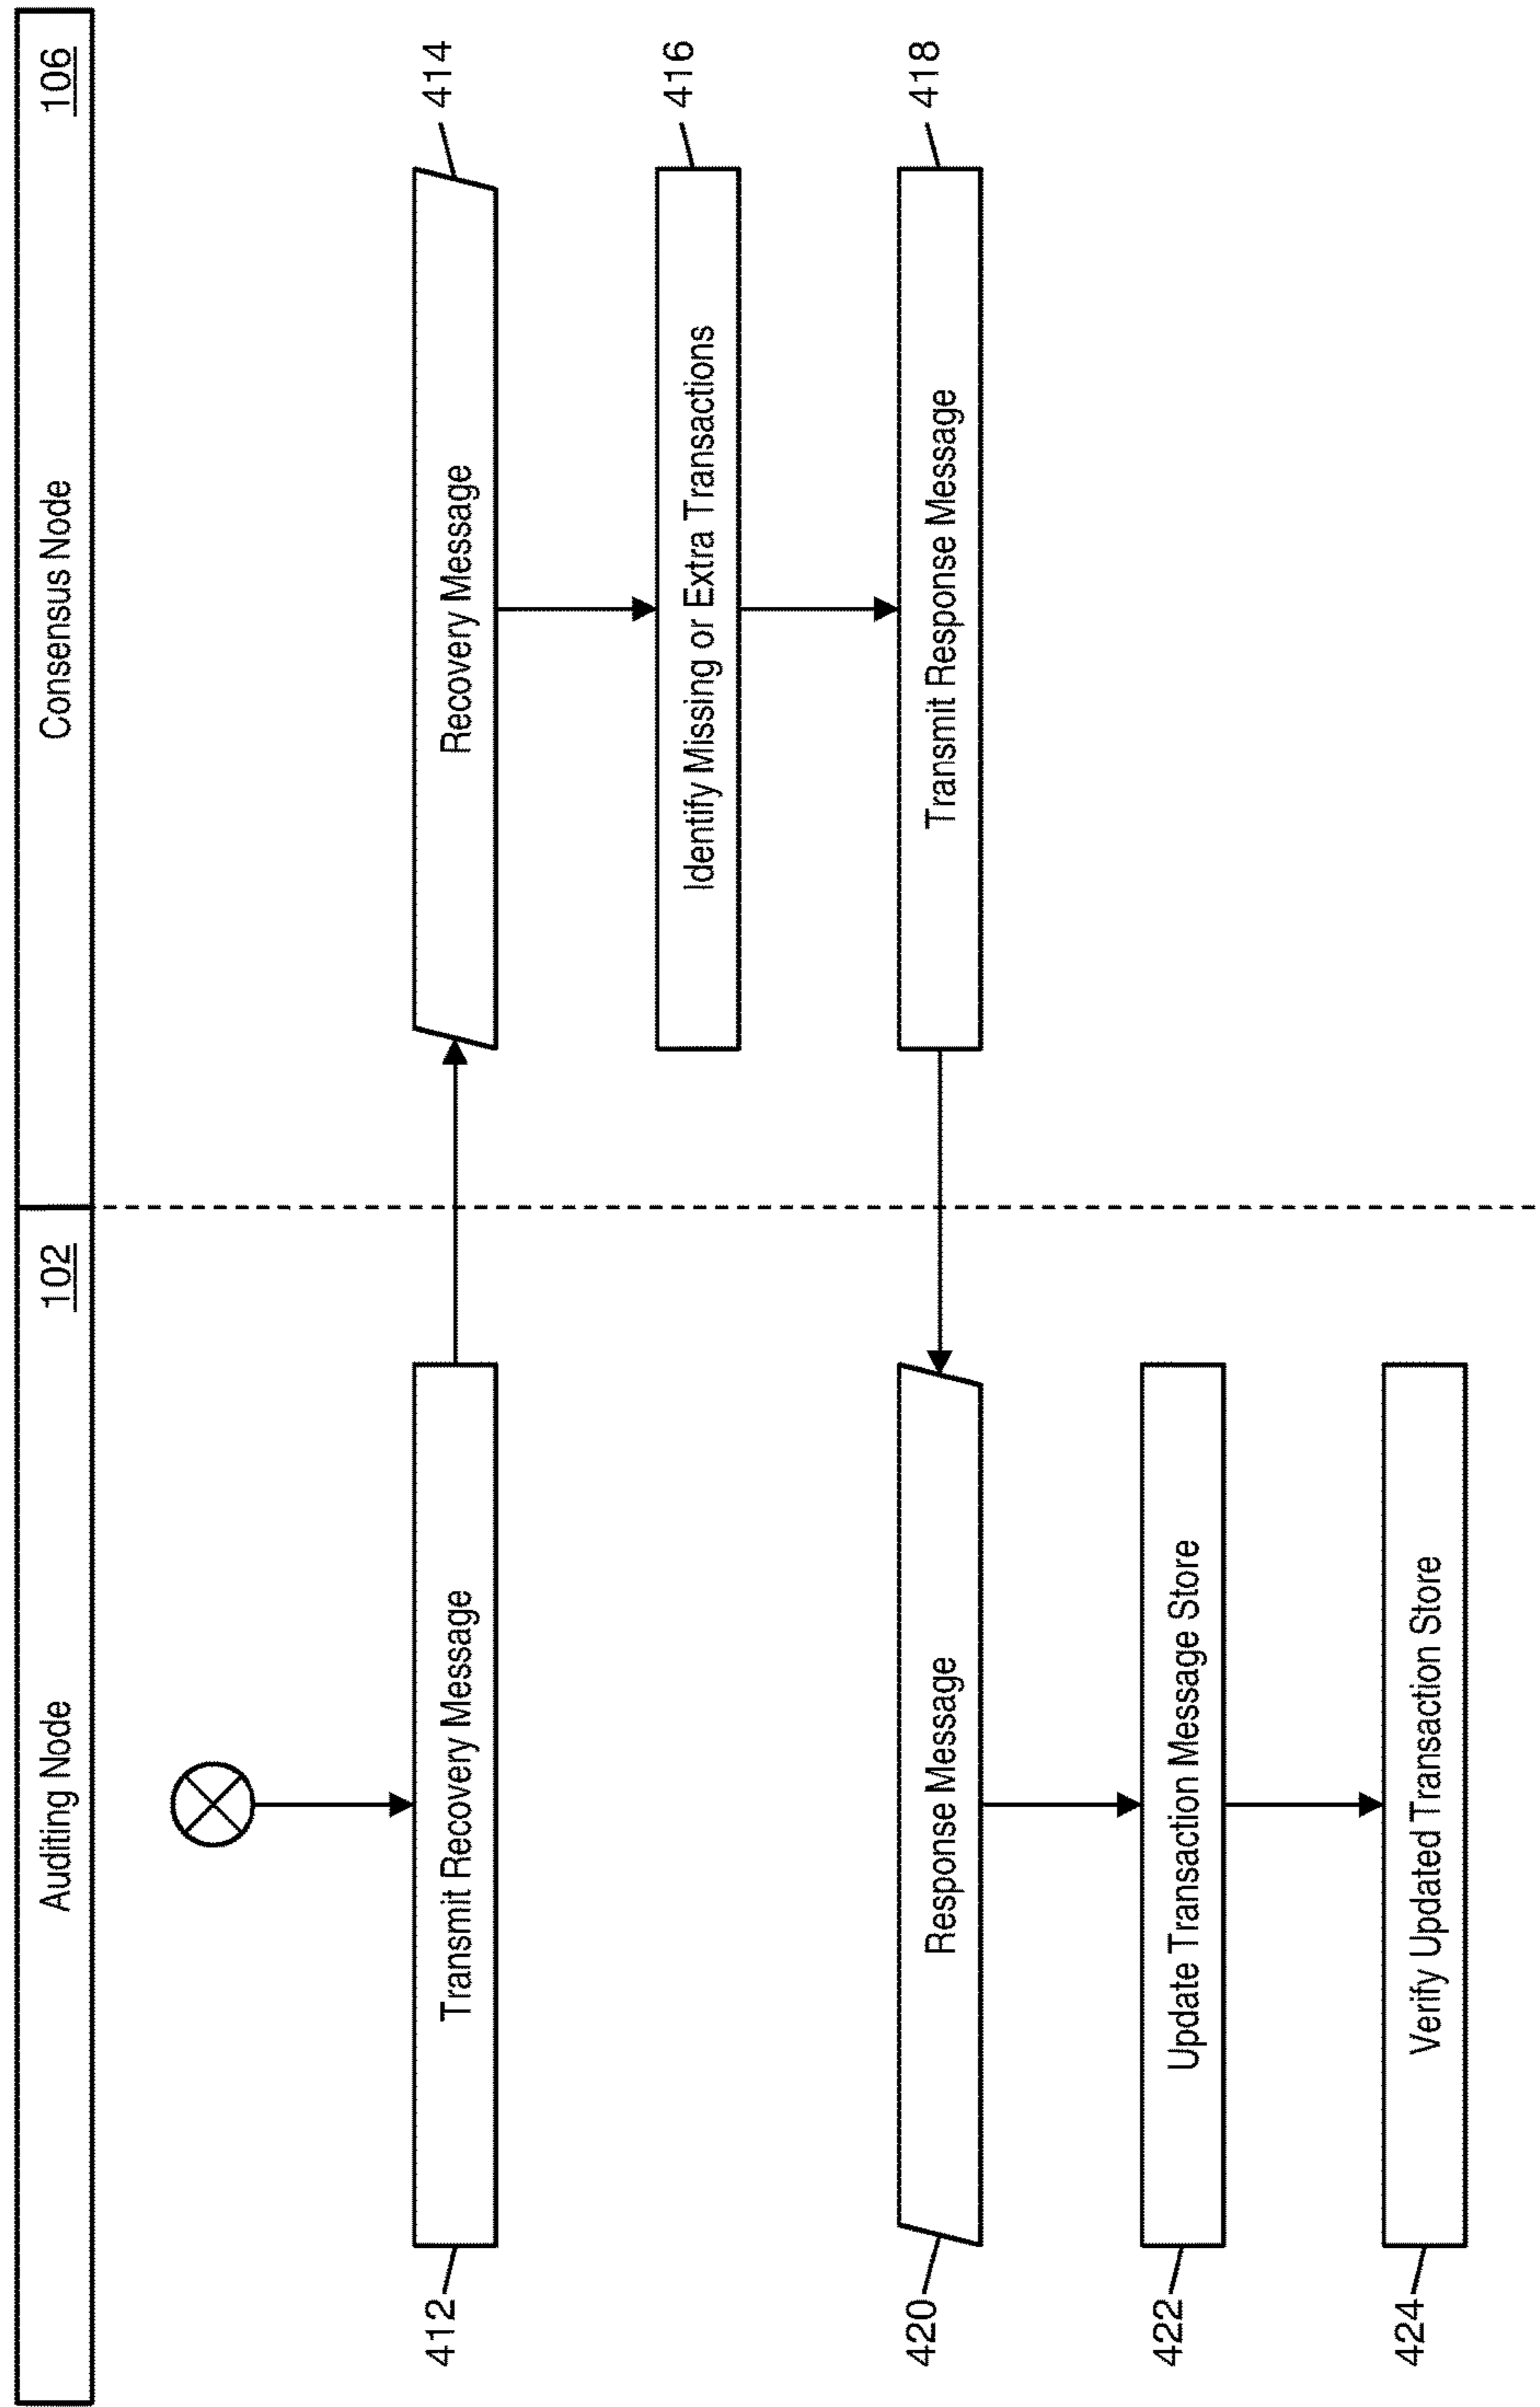 Auditing Node 102
Consensus Node 106
412
Transmit Recovery Message
Recovery Message
414
Identify Missing or Extra Transactions
416
Transmit Response Message
418
420
Response Message
422
Update Transaction Message Store
424
Verify Updated Transaction Store